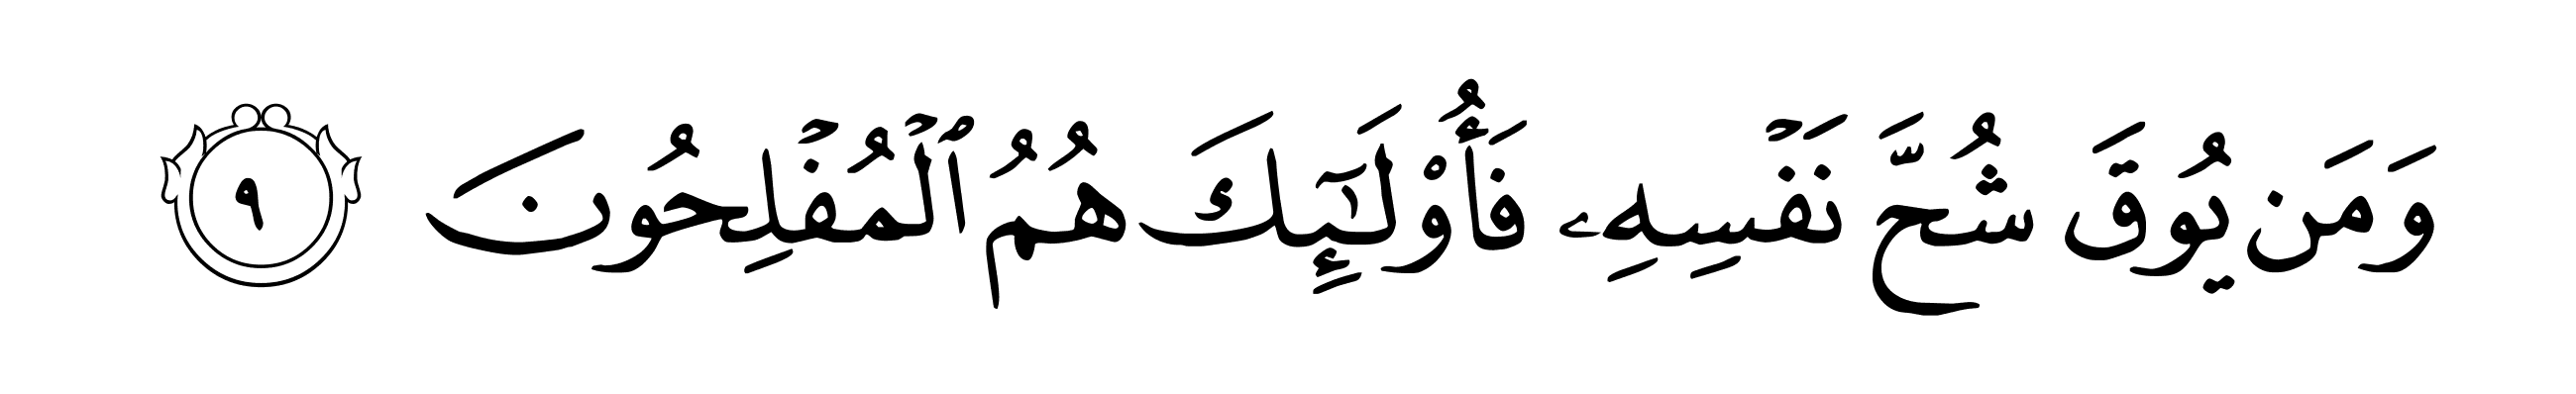 وَمَن يُوقَ شُحَّ نَفْسِهِۦ فَأُو۟لَـٰٓئِكَ هُمُ ٱلْمُفْلِحُونَ ٩